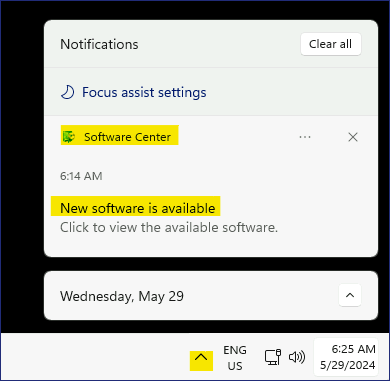 Notifications
Clear all
Focus assist settings
Software Center
6:14 AM
New software is available
Click to view the available software.
Wednesday, May 29
ENG
US
6:25 AM
5/29/2024